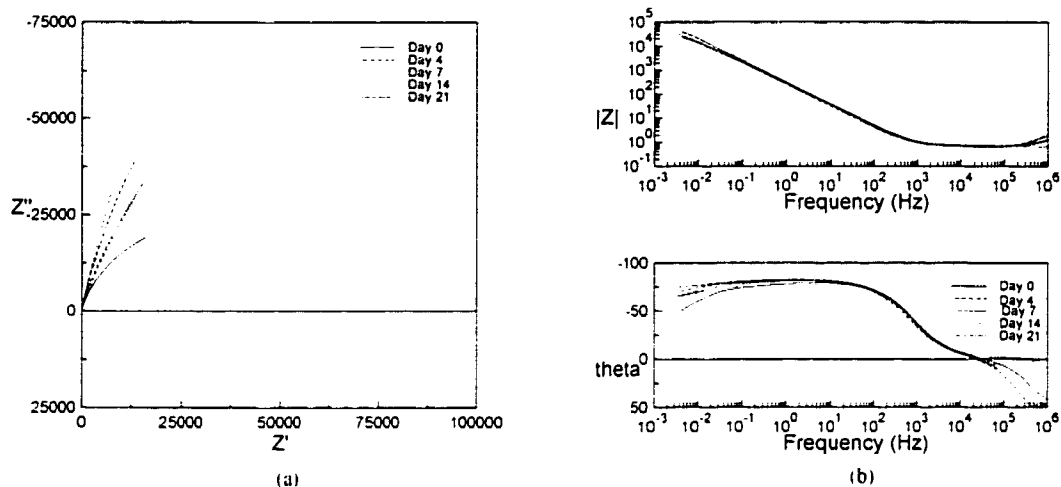 -75000
-50000
Z"
-25000
0
25000
0
25000
50000
75000
100000
Z'
Day 0
Day 4
Day 7
Day 14
Day 21
(a)
10^5
10^4
10^3
10^2
|Z|
10^1
10^0
10^-1
10^-3 10^-2 10^-1 10^0 10^1 10^2 10^3 10^4 10^5 10^6
Frequency (Hz)
-100
-50
0
theta
50
Day 0
Day 4
Day 7
Day 14
Day 21
10^-3 10^-2 10^-1 10^0 10^1 10^2 10^3 10^4 10^5 10^6
Frequency (Hz)
(b)